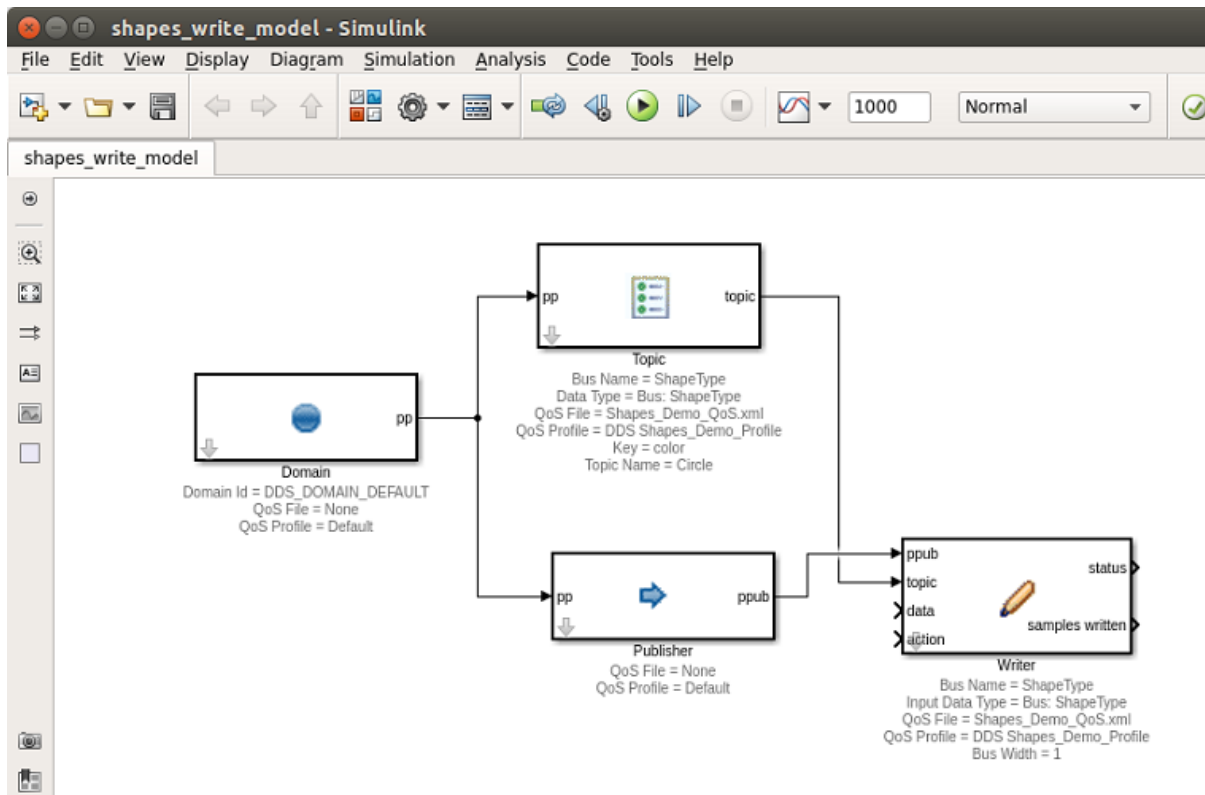 shapes_write_model - Simulink
File Edit View Display Diagram Simulation Analysis Code Tools Help
1000 Normal
shapes_write_model
pp topic
Topic
Bus Name = ShapeType
Data Type = Bus: ShapeType
QoS File = Shapes_Demo_QoS.xml
QoS Profile = DDS Shapes_Demo_Profile
Key = color
Topic Name = Circle
pp
Domain
Domain Id = DDS_DOMAIN_DEFAULT
QoS File = None
QoS Profile = Default
pp ppub
Publisher
QoS File = None
QoS Profile = Default
ppub
status
topic
data
samples written
action
Writer
Bus Name = ShapeType
Input Data Type = Bus: ShapeType
QoS File = Shapes_Demo_QoS.xml
QoS Profile = DDS Shapes_Demo_Profile
Bus Width = 1